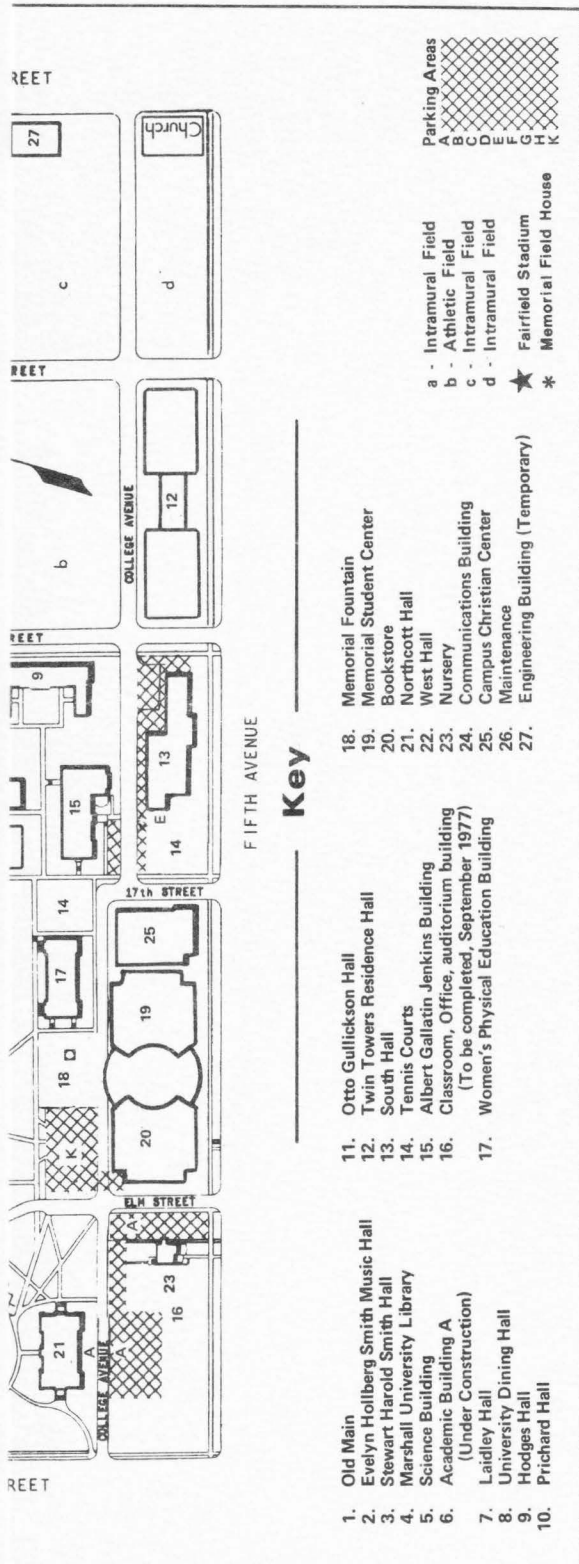 REET
21
A
A
COLLEGE AVENUE
REET
K
18
17
14
15
9
REET
b
REET
c
27
REET
A
23
16
ELM STREET
20
19
25
17th STREET
14
E
13
12
COLLEGE AVENUE
d
Church
FIFTH AVENUE
Key
1. Old Main
2. Evelyn Hollberg Smith Music Hall
3. Stewart Harold Smith Hall
4. Marshall University Library
5. Science Building
6. Academic Building A
(Under Construction)
7. Laidley Hall
8. University Dining Hall
9. Hodges Hall
10. Prichard Hall
11. Otto Gullickson Hall
12. Twin Towers Residence Hall
13. South Hall
14. Tennis Courts
15. Albert Gallatin Jenkins Building
16. Classroom, Office, auditorium building
(To be completed, September 1977)
17. Women's Physical Education Building
18. Memorial Fountain
19. Memorial Student Center
20. Bookstore
21. Northcott Hall
22. West Hall
23. Nursery
24. Communications Building
25. Campus Christian Center
26. Maintenance
27. Engineering Building (Temporary)
a - Intramural Field
b - Athletic Field
c - Intramural Field
d - Intramural Field
★ Fairfield Stadium
* Memorial Field House
Parking Areas
A
B
C
D
E
F
G
H
K